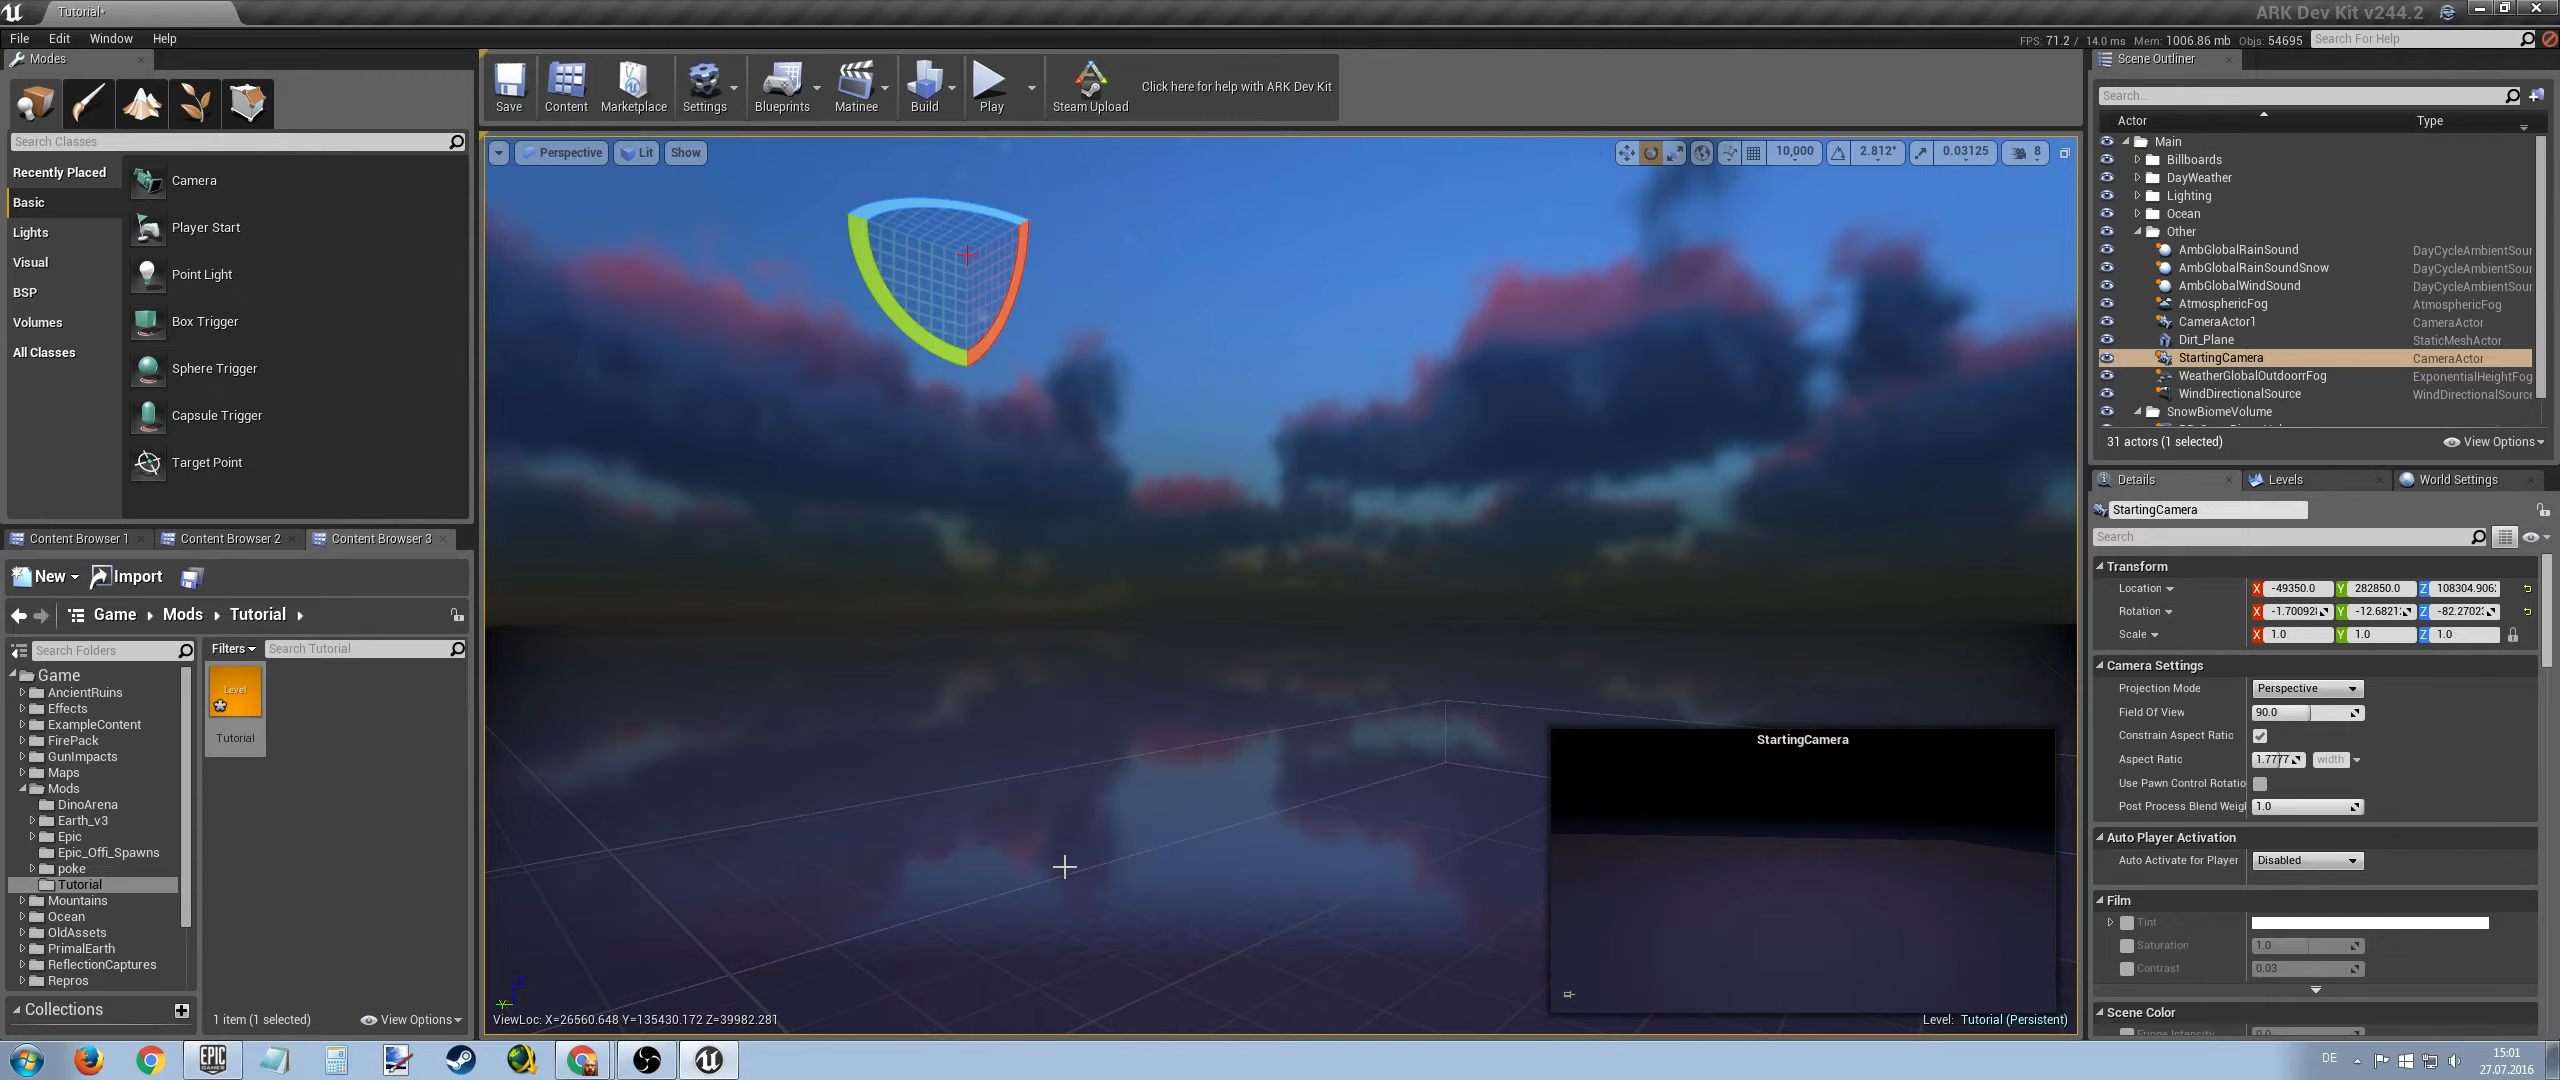 Tutorial*
ARK Dev Kit v244.2
File Edit Window Help
FPS: 71.2 / 14.0 ms Mem: 1006.86 mb Objs: 54695 Search For Help
Modes
Search Classes
Recently Placed
Basic
Lights
Visual
BSP
Volumes
All Classes
Camera
Player Start
Point Light
Box Trigger
Sphere Trigger
Capsule Trigger
Target Point
Save
Content
Marketplace
Settings
Blueprints
Matinee
Build
Play
Steam Upload
Click here for help with ARK Dev Kit
Perspective
Lit
Show
10,000
2.812°
0.03125
8
StartingCamera
ViewLoc: X=26560.648 Y=135430.172 Z=39982.281
Level: Tutorial (Persistent)
Content Browser 1
Content Browser 2
Content Browser 3
New
Import
Game
Mods
Tutorial
Search Folders
Filters
Search Tutorial
Game
AncientRuins
Effects
ExampleContent
FirePack
GunImpacts
Maps
Mods
DinoArena
Earth_v3
Epic
Epic_Offi_Spawns
poke
Tutorial
Mountains
Ocean
OldAssets
PrimalEarth
ReflectionCaptures
Repros
Collections
Level
Tutorial
1 item (1 selected)
View Options
Scene Outliner
Search...
Actor Type
Main
Billboards
DayWeather
Lighting
Ocean
Other
AmbGlobalRainSound DayCycleAmbientSour
AmbGlobalRainSoundSnow DayCycleAmbientSour
AmbGlobalWindSound DayCycleAmbientSour
AtmosphericFog AtmosphericFog
CameraActor1 CameraActor
Dirt_Plane StaticMeshActor
StartingCamera CameraActor
WeatherGlobalOutdoorrFog ExponentialHeightFog
WindDirectionalSource WindDirectionalSource
SnowBiomeVolume
31 actors (1 selected)
View Options
Details
Levels
World Settings
StartingCamera
Search
Transform
Location X -49350.0 Y 282850.0 Z 108304.906
Rotation X -1.70092 Y -12.6821 Z -82.2702
Scale X 1.0 Y 1.0 Z 1.0
Camera Settings
Projection Mode Perspective
Field Of View 90.0
Constrain Aspect Ratio
Aspect Ratio 1.7777 width
Use Pawn Control Rotatio
Post Process Blend Weigl 1.0
Auto Player Activation
Auto Activate for Player Disabled
Film
Tint
Saturation 1.0
Contrast 0.03
Scene Color
EPIC GAMES
DE
15:01
27.07.2016